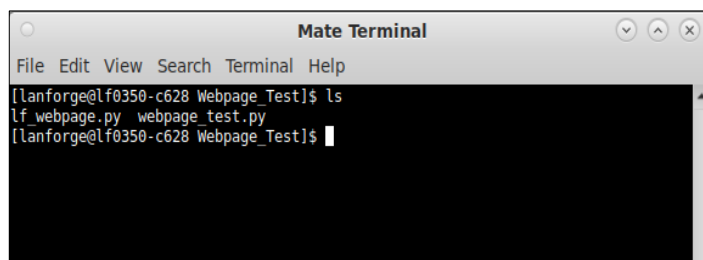 Mate Terminal
File Edit View Search Terminal Help
[lanforge@lf0350-c628 Webpage_Test]$ ls
lf_webpage.py  webpage_test.py
[lanforge@lf0350-c628 Webpage_Test]$